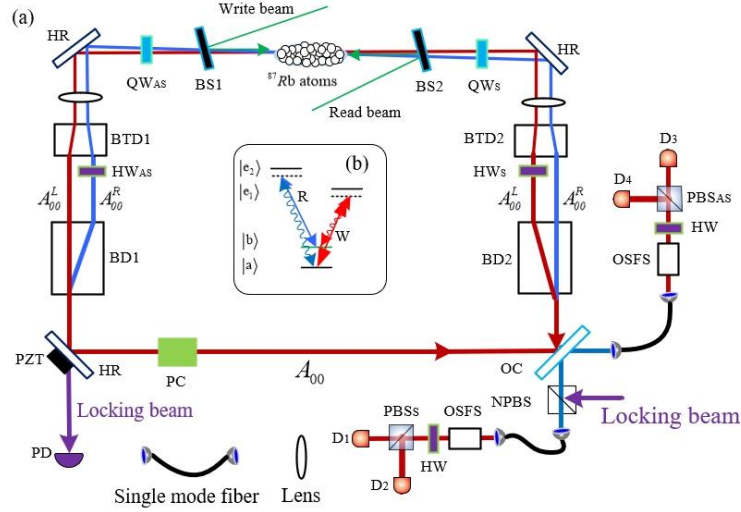 (a)
Write beam
HR
HR
QWAS
BS1
⁸⁷Rb atoms
BS2
QWS
Read beam
BTD1
BTD2
D3
HWAS
(b)
HWS
D4
PBSAS
|e₂⟩
|e₁⟩
R
W
|b⟩
|a⟩
A₀₀ᴸ
A₀₀ᴿ
A₀₀ᴸ
A₀₀ᴿ
HW
BD1
BD2
OSFS
PZT
HR
PC
A₀₀
OC
Locking beam
NPBS
PBSS
OSFS
Locking beam
D1
PD
HW
D2
Single mode fiber
Lens